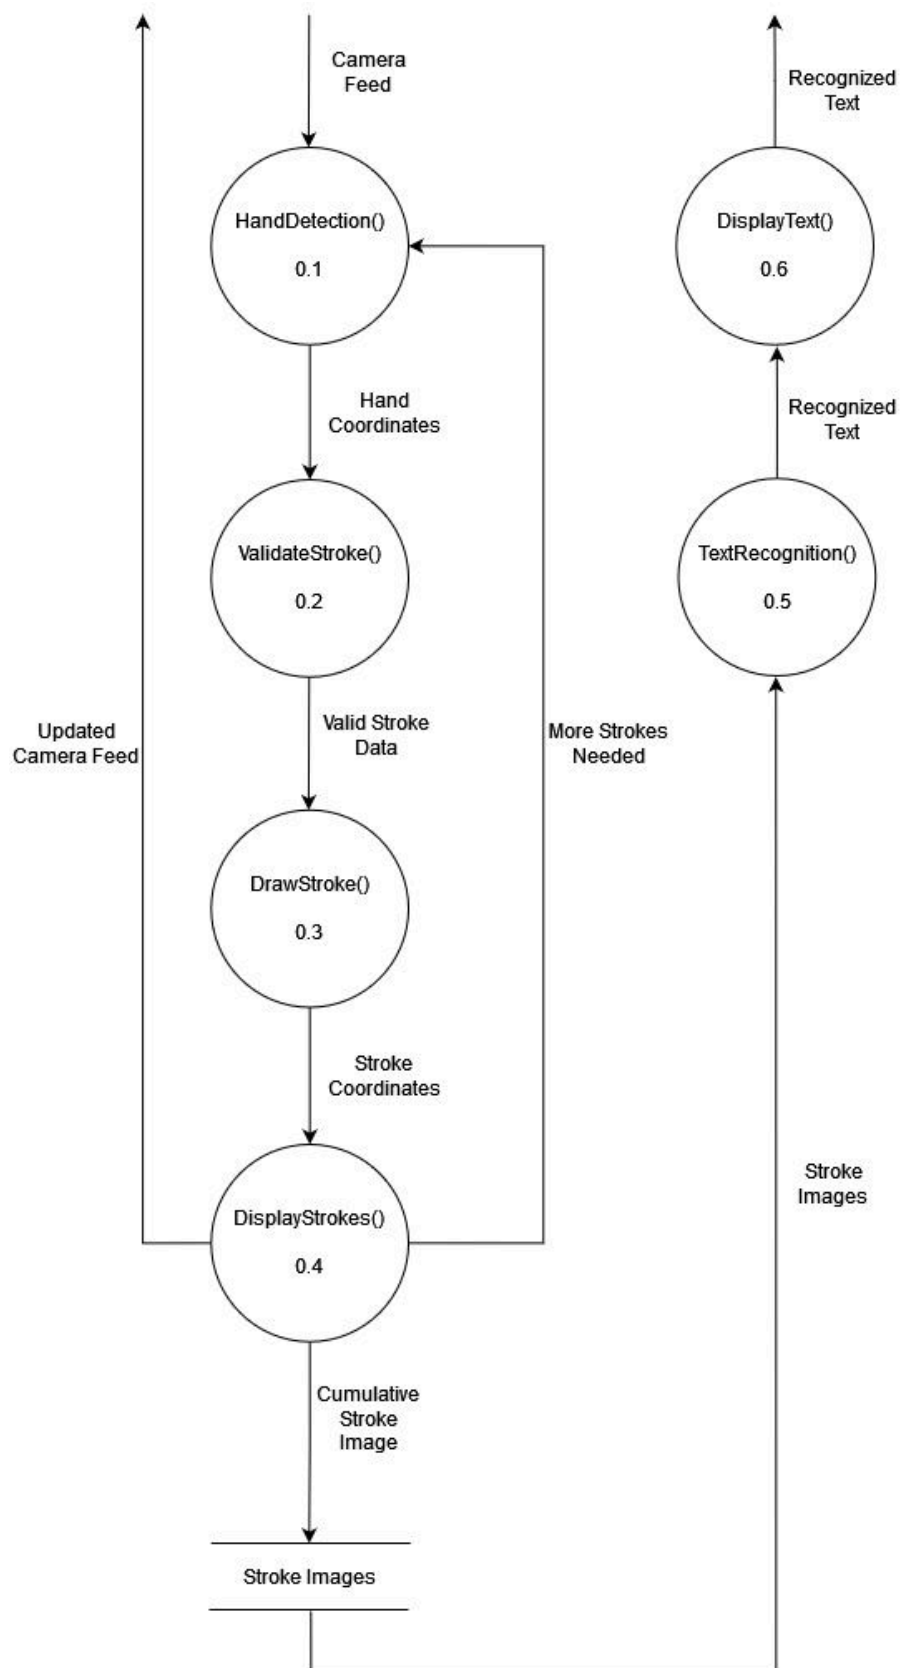 Camera
Feed
Recognized
Text
HandDetection()
0.1
DisplayText()
0.6
Hand
Coordinates
Recognized
Text
ValidateStroke()
0.2
TextRecognition()
0.5
Updated
Camera Feed
Valid Stroke
Data
More Strokes
Needed
DrawStroke()
0.3
Stroke
Coordinates
Stroke
Images
DisplayStrokes()
0.4
Cumulative
Stroke
Image
Stroke Images